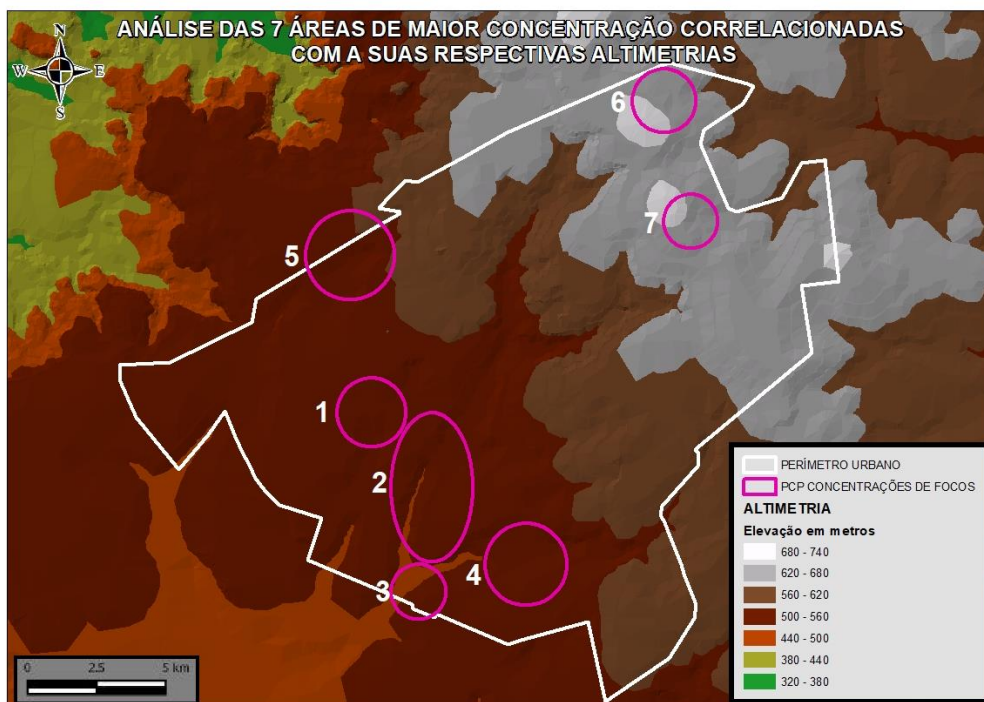 ANÁLISE DAS 7 ÁREAS DE MAIOR CONCENTRAÇÃO CORRELACIONADAS
COM A SUAS RESPECTIVAS ALTIMETRIAS
N
W E
S
6
7
5
1
2
4
3
PERÍMETRO URBANO
PCP CONCENTRAÇÕES DE FOCOS
ALTIMETRIA
Elevação em metros
680 - 740
620 - 680
560 - 620
500 - 560
440 - 500
380 - 440
320 - 380
0 2.5 5 km